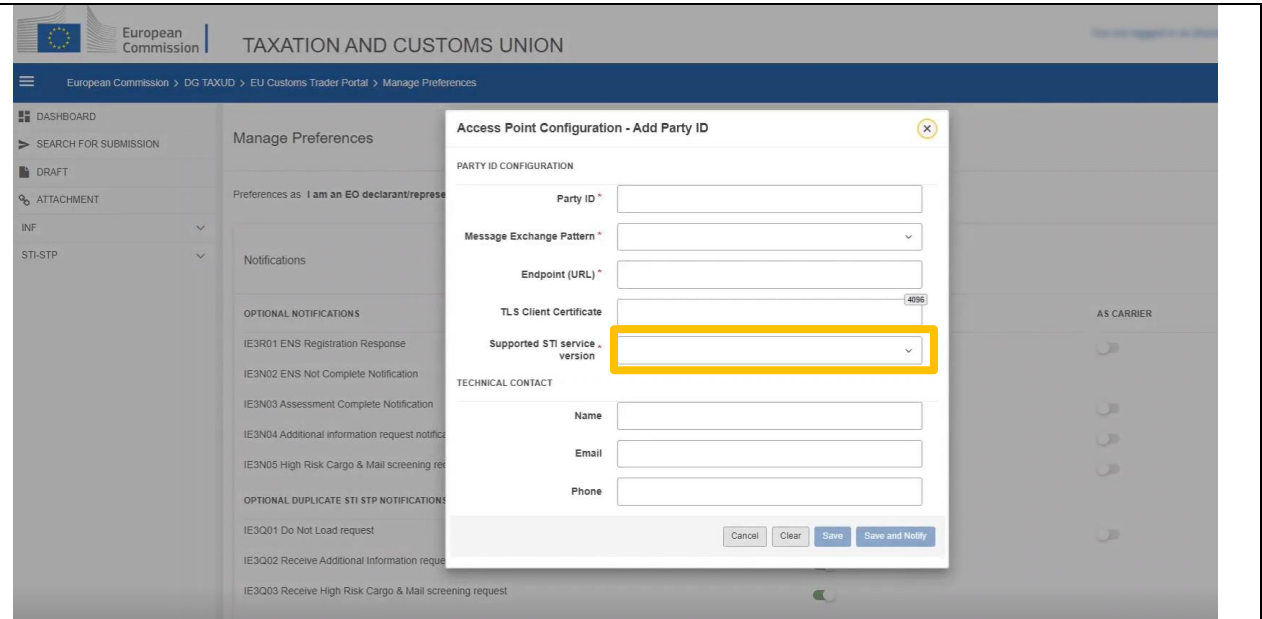 European
Commission
TAXATION AND CUSTOMS UNION
European Commission > DG TAXUD > EU Customs Trader Portal > Manage Preferences
DASHBOARD
SEARCH FOR SUBMISSION
DRAFT
ATTACHMENT
INF
STI-STP
Manage Preferences
Preferences as I am an EO declarant/represe
Notifications
OPTIONAL NOTIFICATIONS
AS CARRIER
IE3R01 ENS Registration Response
IE3N02 ENS Not Complete Notification
IE3N03 Assessment Complete Notification
IE3N04 Additional information request notifica
IE3N05 High Risk Cargo & Mail screening re
OPTIONAL DUPLICATE STI STP NOTIFICATIONS
IE3Q01 Do Not Load request
IE3Q02 Receive Additional Information reque
IE3Q03 Receive High Risk Cargo & Mail screening request
Access Point Configuration - Add Party ID
PARTY ID CONFIGURATION
Party ID *
Message Exchange Pattern *
Endpoint (URL) *
4096
TLS Client Certificate
Supported STI service *
version
TECHNICAL CONTACT
Name
Email
Phone
Cancel Clear Save Save and Notify